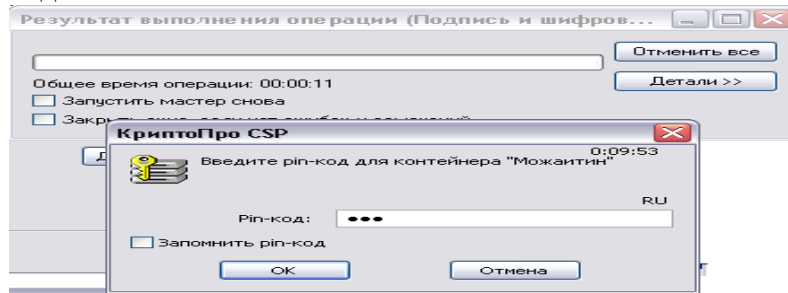 Результат выполнения операции (Подпись и шифров...
Отменить все
Общее время операции: 00:00:11
Детали >>
Запустить мастер снова
КриптоПро CSP
0:09:53
Введите pin-код для контейнера "Можаитин"
RU
Pin-код: •••
Запомнить pin-код
OK
Отмена